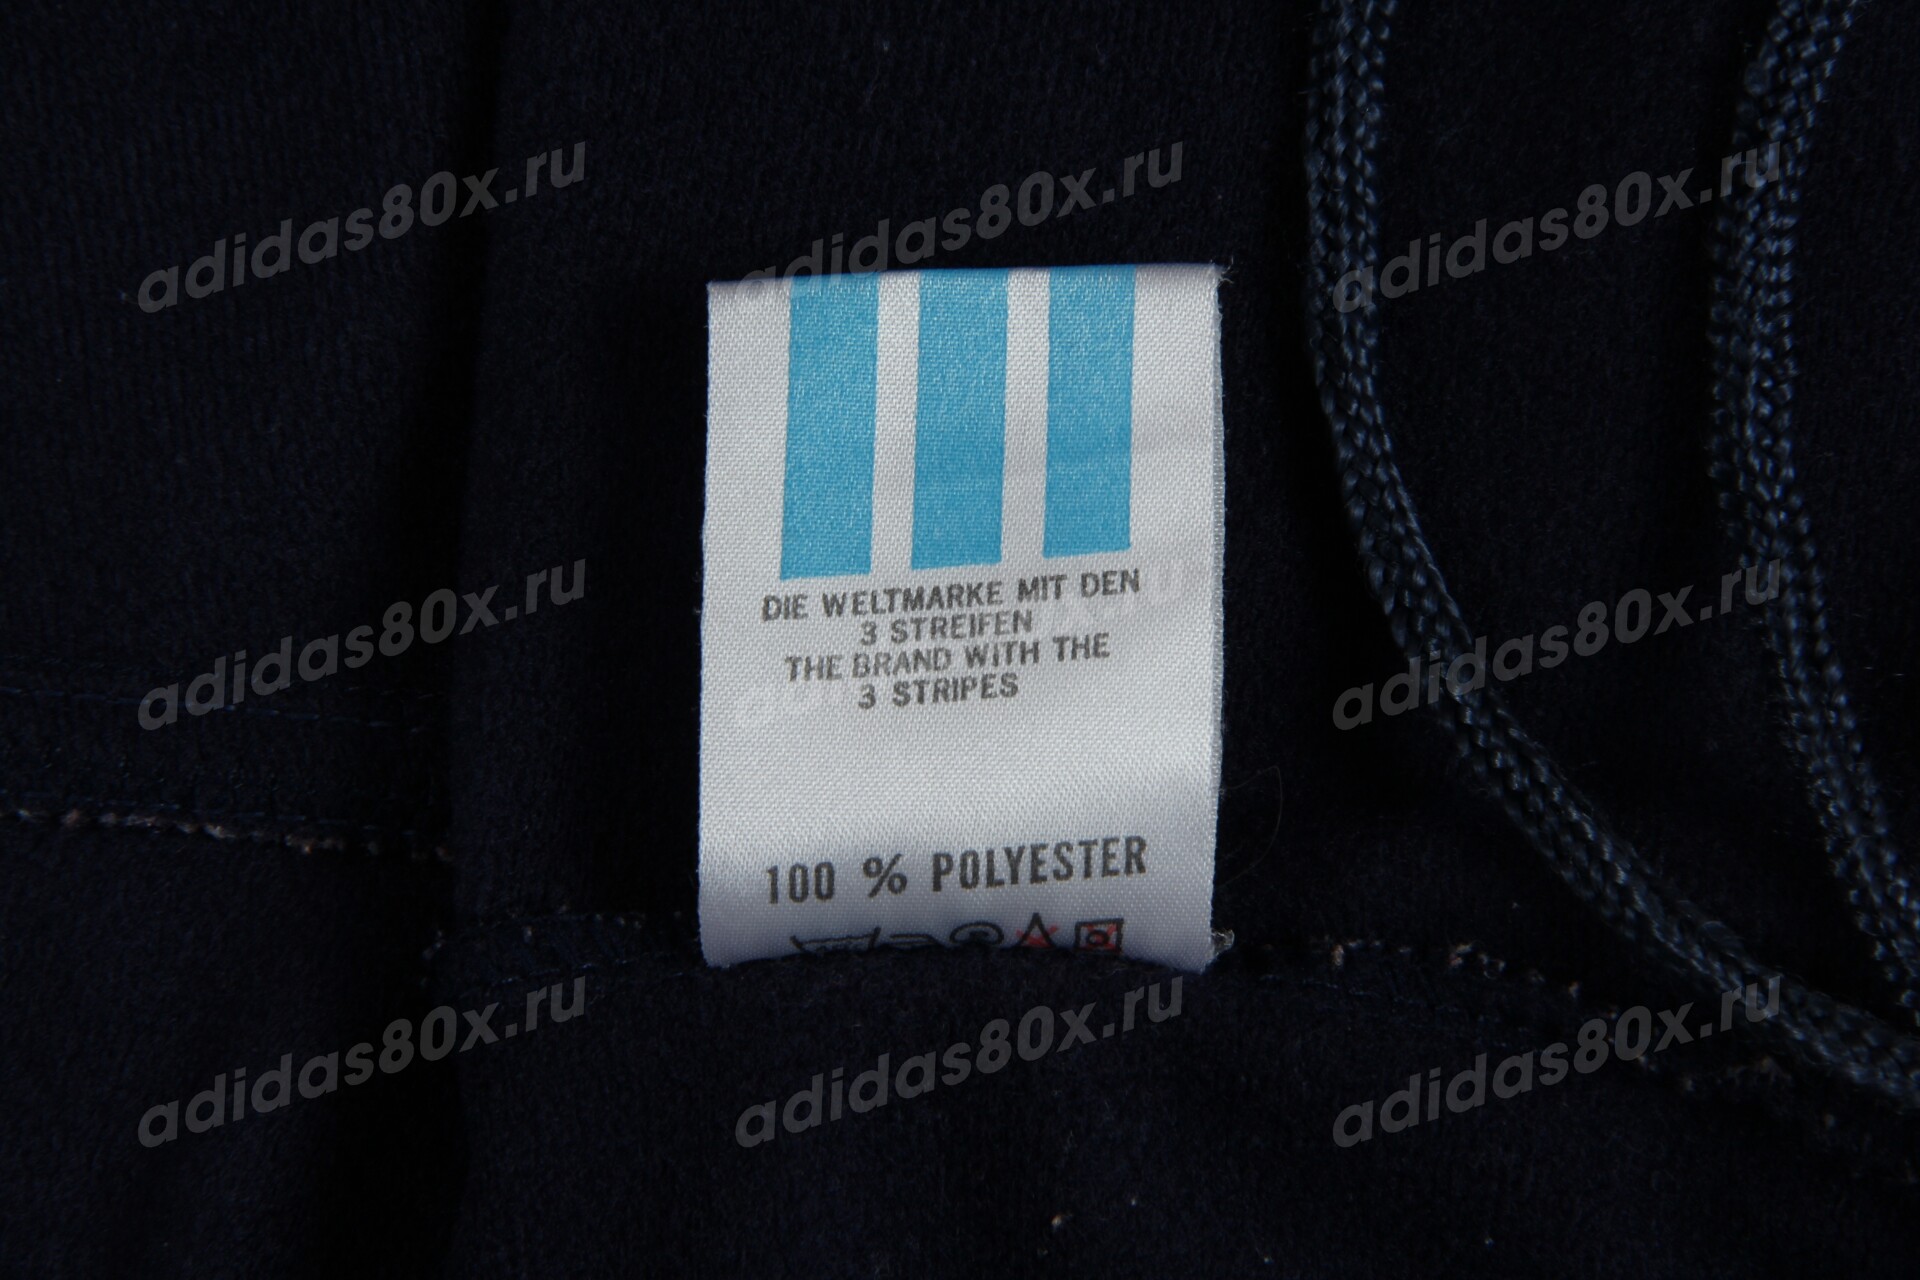 adidas80x.ru
adidas80x.ru
adidas80x.ru
DIE WELTMARKE MIT DEN
3 STREIFEN
THE BRAND WITH THE
3 STRIPES
adidas80x.ru
adidas80x.ru
100 % POLYESTER
adidas80x.ru
adidas80x.ru
adidas80x.ru